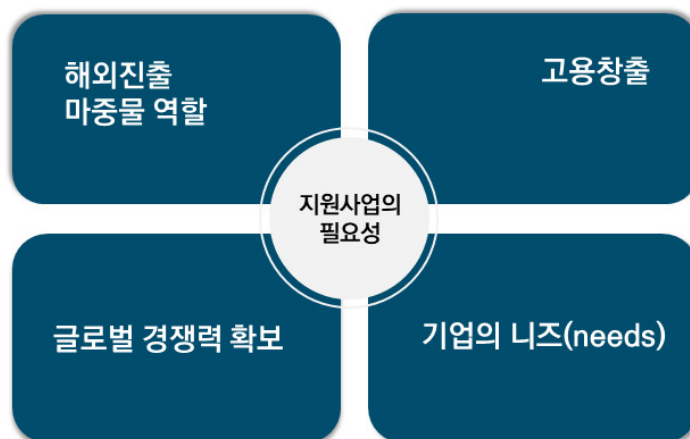 해외진출
마중물 역할
고용창출
지원사업의
필요성
글로벌 경쟁력 확보
기업의 니즈(needs)